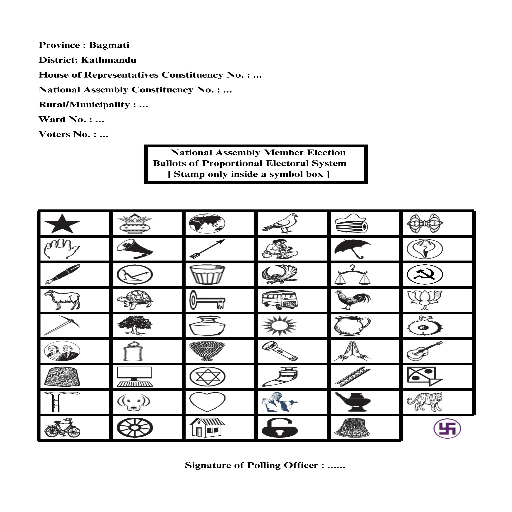 Province : Bagmati
District: Kathmandu
House of Representatives Constituency No. : ...
National Assembly Constituency No. : ...
Rural/Municipality : ...
Ward No. : ...
Voters No. : ...
National Assembly Member Election
Ballots of Proportional Electoral System
[ Stamp only inside a symbol box ]
Signature of Polling Officer : ......